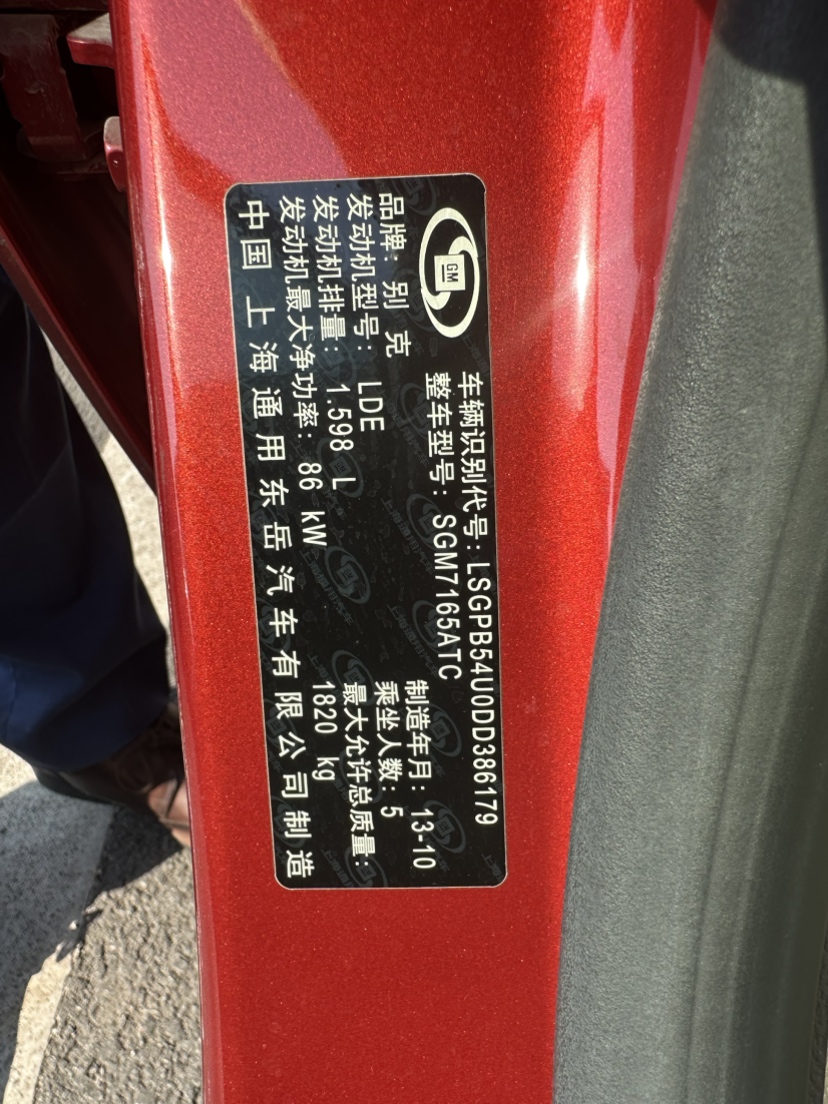 GM
车辆识别代号: LSGPB54U0DD386179
整车型号: SGM7165ATC
品牌: 别 克 制造年月: 13-10
发动机型号: LDE 乘坐人数: 5
发动机排量: 1.598 L 最大允许总质量:
发动机最大净功率: 86 kW 1820 kg
中国 上海通用东岳汽车有限公司制造